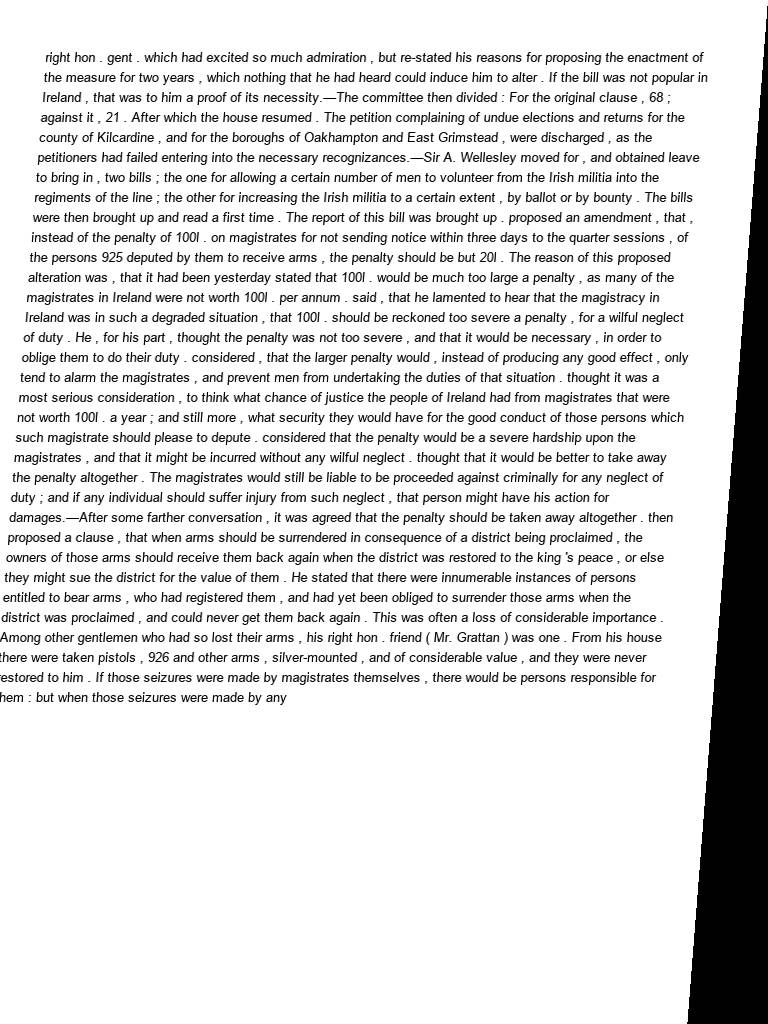 right hon . gent . which had excited so much admiration , but re-stated his reasons for proposing the enactment of
the measure for two years , which nothing that he had heard could induce him to alter . If the bill was not popular in
Ireland , that was to him a proof of its necessity.—The committee then divided : For the original clause , 68 ;
against it , 21 . After which the house resumed . The petition complaining of undue elections and returns for the
county of Kilcardine , and for the boroughs of Oakhampton and East Grimstead , were discharged , as the
petitioners had failed entering into the necessary recognizances.—Sir A. Wellesley moved for , and obtained leave
to bring in , two bills ; the one for allowing a certain number of men to volunteer from the Irish militia into the
regiments of the line ; the other for increasing the Irish militia to a certain extent , by ballot or by bounty . The bills
were then brought up and read a first time . The report of this bill was brought up . proposed an amendment , that ,
instead of the penalty of 100l . on magistrates for not sending notice within three days to the quarter sessions , of
the persons 925 deputed by them to receive arms , the penalty should be but 20l . The reason of this proposed
alteration was , that it had been yesterday stated that 100l . would be much too large a penalty , as many of the
magistrates in Ireland were not worth 100l . per annum . said , that he lamented to hear that the magistracy in
Ireland was in such a degraded situation , that 100l . should be reckoned too severe a penalty , for a wilful neglect
of duty . He , for his part , thought the penalty was not too severe , and that it would be necessary , in order to
oblige them to do their duty . considered , that the larger penalty would , instead of producing any good effect , only
tend to alarm the magistrates , and prevent men from undertaking the duties of that situation . thought it was a
most serious consideration , to think what chance of justice the people of Ireland had from magistrates that were
not worth 100l . a year ; and still more , what security they would have for the good conduct of those persons which
such magistrate should please to depute . considered that the penalty would be a severe hardship upon the
magistrates , and that it might be incurred without any wilful neglect . thought that it would be better to take away
the penalty altogether . The magistrates would still be liable to be proceeded against criminally for any neglect of
duty ; and if any individual should suffer injury from such neglect , that person might have his action for
damages.—After some farther conversation , it was agreed that the penalty should be taken away altogether . then
proposed a clause , that when arms should be surrendered in consequence of a district being proclaimed , the
owners of those arms should receive them back again when the district was restored to the king 's peace , or else
they might sue the district for the value of them . He stated that there were innumerable instances of persons
entitled to bear arms , who had registered them , and had yet been obliged to surrender those arms when the
district was proclaimed , and could never get them back again . This was often a loss of considerable importance .
Among other gentlemen who had so lost their arms , his right hon . friend ( Mr. Grattan ) was one . From his house
there were taken pistols , 926 and other arms , silver-mounted , and of considerable value , and they were never
restored to him . If those seizures were made by magistrates themselves , there would be persons responsible for
hem : but when those seizures were made by any